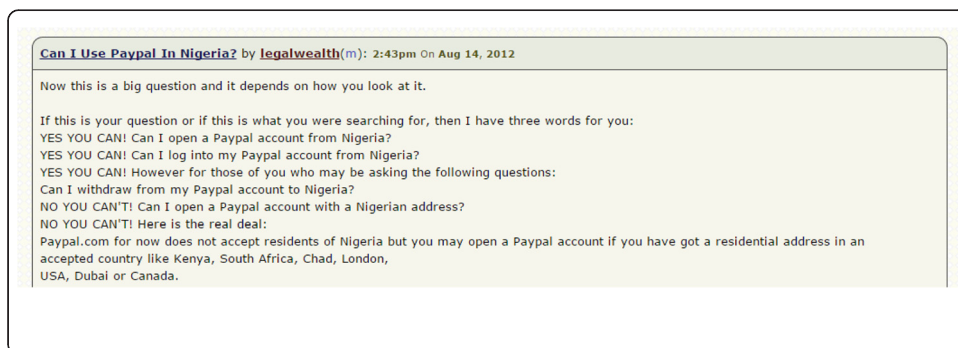 Can I Use Paypal In Nigeria? by legalwealth(m): 2:43pm On Aug 14, 2012
Now this is a big question and it depends on how you look at it.
If this is your question or if this is what you were searching for, then I have three words for you:
YES YOU CAN! Can I open a Paypal account from Nigeria?
YES YOU CAN! Can I log into my Paypal account from Nigeria?
YES YOU CAN! However for those of you who may be asking the following questions:
Can I withdraw from my Paypal account to Nigeria?
NO YOU CAN'T! Can I open a Paypal account with a Nigerian address?
NO YOU CAN'T! Here is the real deal:
Paypal.com for now does not accept residents of Nigeria but you may open a Paypal account if you have got a residential address in an
accepted country like Kenya, South Africa, Chad, London,
USA, Dubai or Canada.